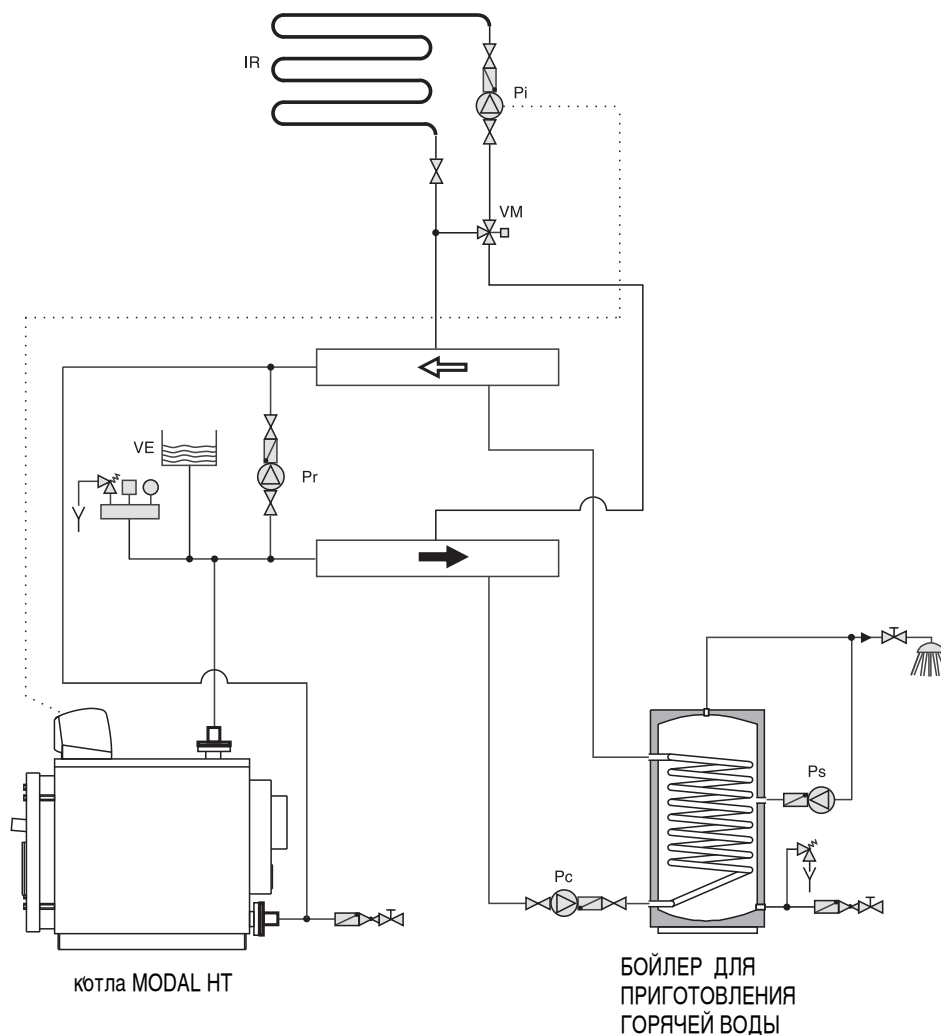 IR
Pi
VM
VE
Pr
Ps
Pc
котла MODAL HT
БОЙЛЕР ДЛЯ
ПРИГОТОВЛЕНИЯ
ГОРЯЧЕЙ ВОДЫ